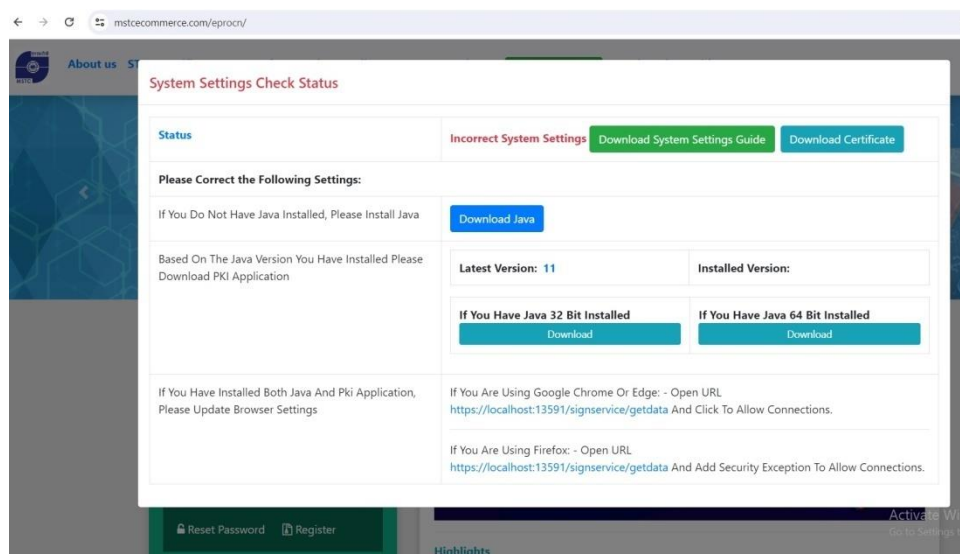 mstcecommerce.com/eprocn/
MSTC
About us
System Settings Check Status
Status
Incorrect System Settings
Download System Settings Guide
Download Certificate
Please Correct the Following Settings:
If You Do Not Have Java Installed, Please Install Java
Download Java
Based On The Java Version You Have Installed Please
Download PKI Application
Latest Version: 11
Installed Version:
If You Have Java 32 Bit Installed
Download
If You Have Java 64 Bit Installed
Download
If You Have Installed Both Java And Pki Application,
Please Update Browser Settings
If You Are Using Google Chrome Or Edge: - Open URL
https://localhost:13591/signservice/getdata And Click To Allow Connections.
If You Are Using Firefox: - Open URL
https://localhost:13591/signservice/getdata And Add Security Exception To Allow Connections.
Reset Password
Register
Highlights
Activate Wi
Go to Settings t